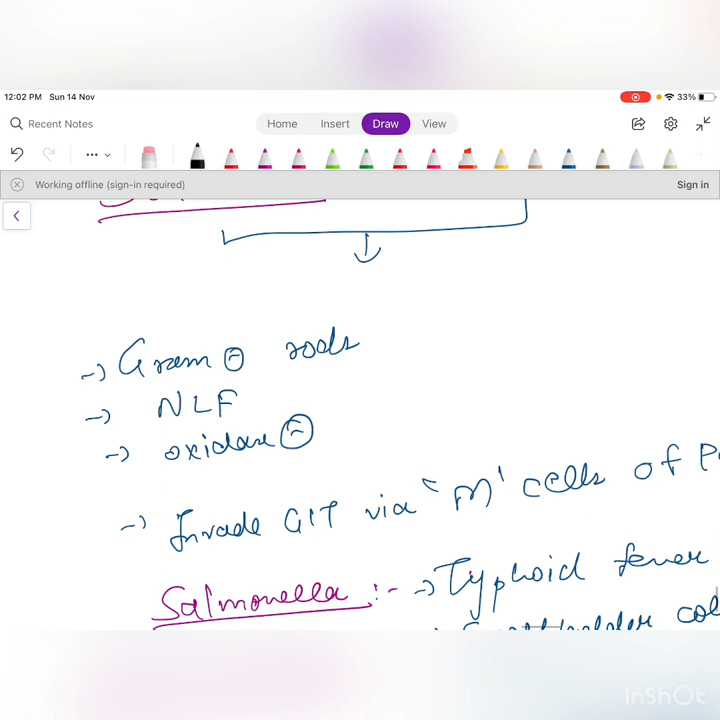 12:02 PM Sun 14 Nov 33%
Recent Notes Home Insert Draw View
Working offline (sign-in required) Sign in
-> Gram ⊖ rods
-> NLF
-> oxidase ⊖
-> Invade GIT via 'M' cells of P
Salmonella :- -> Typhoid fever
col
InShOt